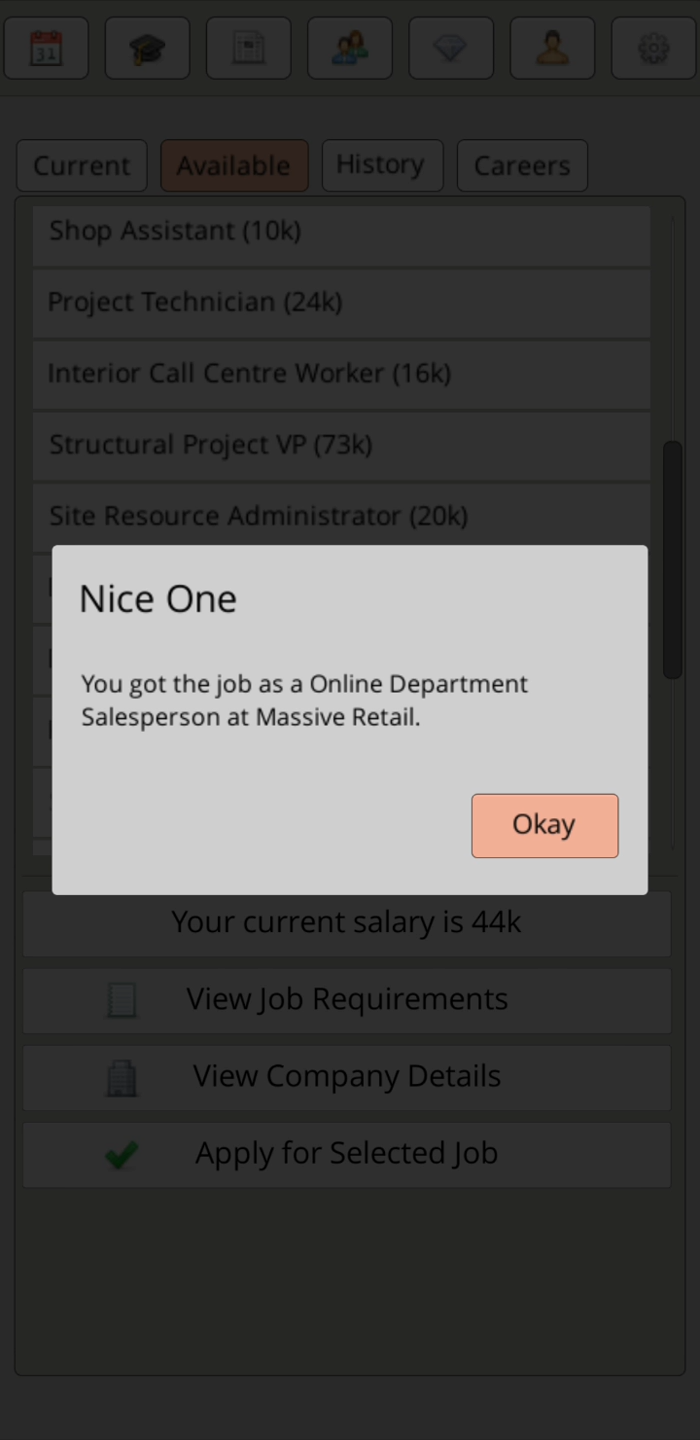 31
Current
Available
History
Careers
Shop Assistant (10k)
Project Technician (24k)
Interior Call Centre Worker (16k)
Structural Project VP (73k)
Site Resource Administrator (20k)
Nice One
You got the job as a Online Department
Salesperson at Massive Retail.
Okay
Your current salary is 44k
View Job Requirements
View Company Details
Apply for Selected Job